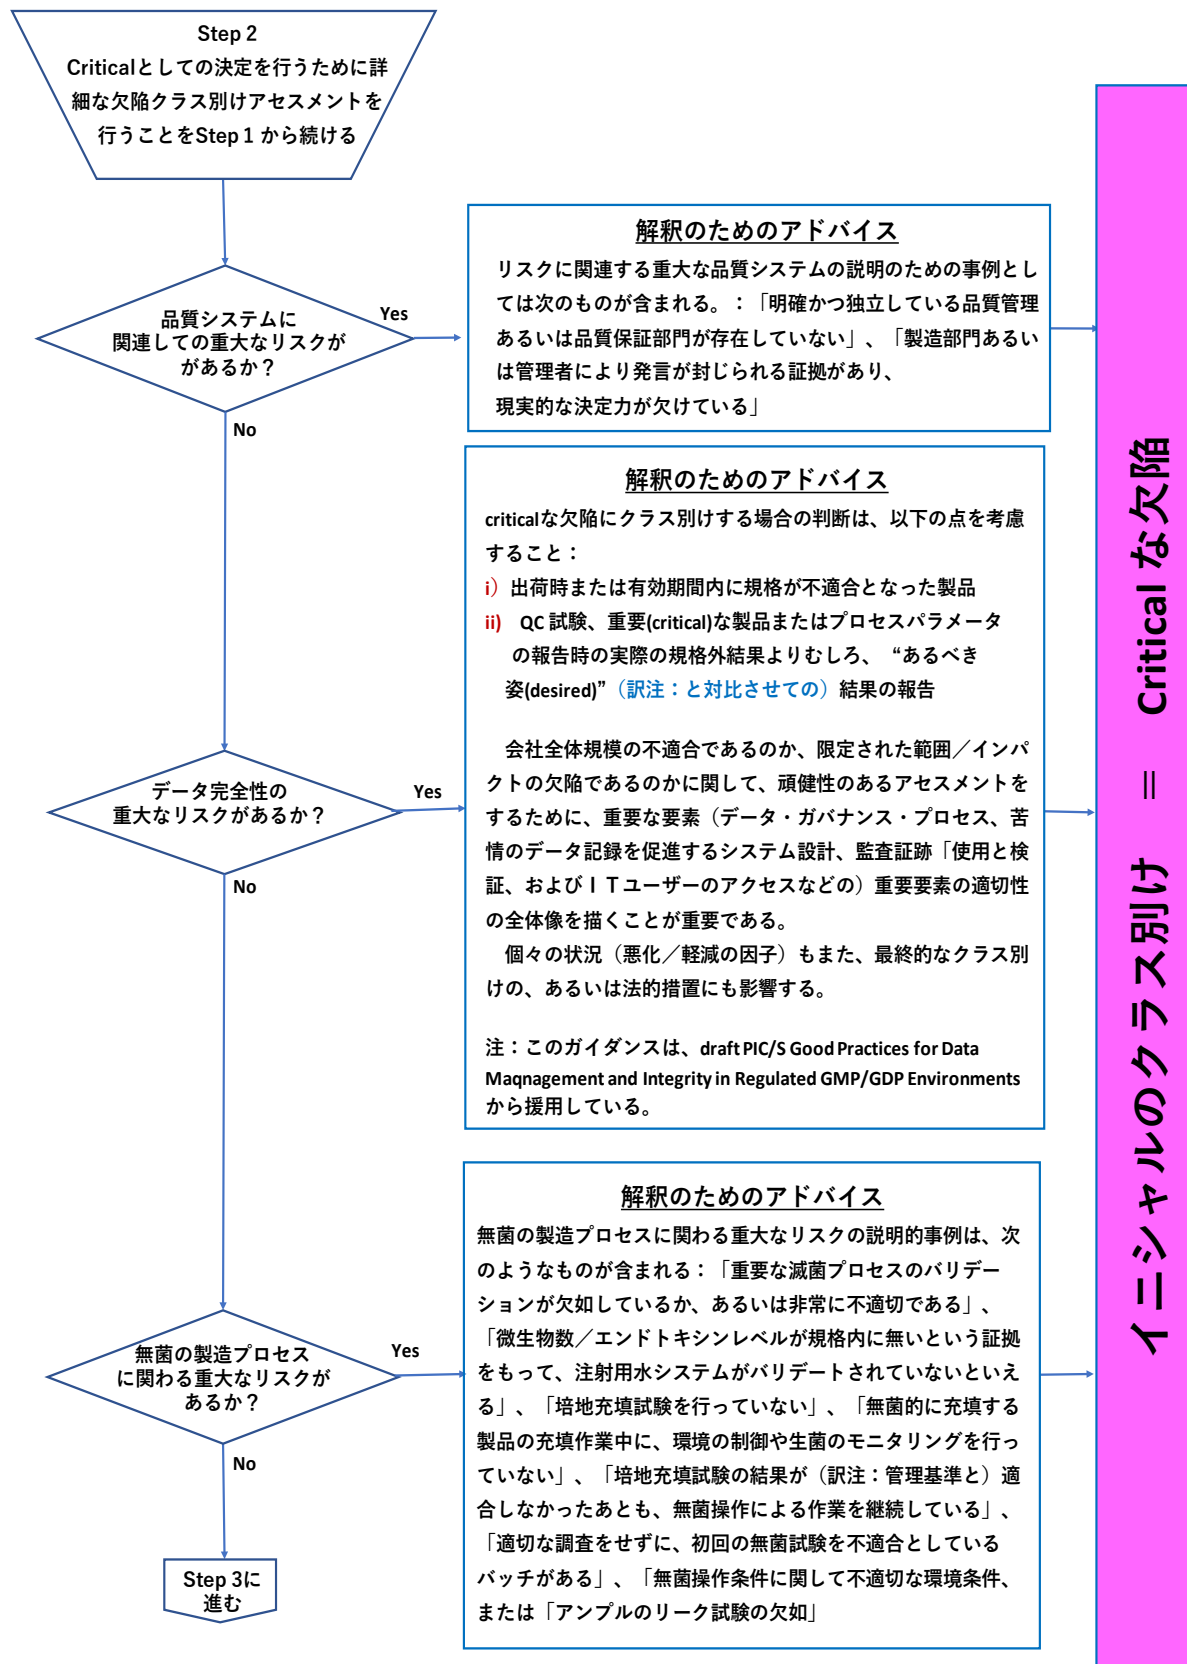 Step 2
Criticalとしての決定を行うために詳
細な欠陥クラス別けアセスメントを
行うことをStep 1 から続ける
品質システムに
関連しての重大なリスクが
があるか？
Yes
No
解釈のためのアドバイス
リスクに関連する重大な品質システムの説明のための事例とし
ては次のものが含まれる。：「明確かつ独立している品質管理
あるいは品質保証部門が存在していない」、「製造部門あるい
は管理者により発言が封じられる証拠があり、
現実的な決定力が欠けている」
データ完全性の
重大なリスクがあるか？
Yes
No
解釈のためのアドバイス
criticalな欠陥にクラス別けする場合の判断は、以下の点を考慮
すること：
i）出荷時または有効期間内に規格が不適合となった製品
ii) QC 試験、重要(critical)な製品またはプロセスパラメータ
の報告時の実際の規格外結果よりむしろ、“あるべき
姿(desired)”（訳注：と対比させての）結果の報告
会社全体規模の不適合であるのか、限定された範囲／インパ
クトの欠陥であるのかに関して、頑健性のあるアセスメントを
するために、重要な要素（データ・ガバナンス・プロセス、苦
情のデータ記録を促進するシステム設計、監査証跡「使用と検
証、およびＩＴユーザーのアクセスなどの）重要要素の適切性
の全体像を描くことが重要である。
個々の状況（悪化／軽減の因子）もまた、最終的なクラス別
けの、あるいは法的措置にも影響する。
注：このガイダンスは、draft PIC/S Good Practices for Data
Maqnagement and Integrity in Regulated GMP/GDP Environments
から援用している。
無菌の製造プロセス
に関わる重大なリスクが
あるか？
Yes
No
解釈のためのアドバイス
無菌の製造プロセスに関わる重大なリスクの説明的事例は、次
のようなものが含まれる：「重要な滅菌プロセスのバリデー
ションが欠如しているか、あるいは非常に不適切である」、
「微生物数／エンドトキシンレベルが規格内に無いという証拠
をもって、注射用水システムがバリデートされていないといえ
る」、「培地充填試験を行っていない」、「無菌的に充填する
製品の充填作業中に、環境の制御や生菌のモニタリングを行っ
ていない」、「培地充填試験の結果が（訳注：管理基準と）適
合しなかったあとも、無菌操作による作業を継続している」、
「適切な調査をせずに、初回の無菌試験を不適合としている
バッチがある」、「無菌操作条件に関して不適切な環境条件、
または「アンプルのリーク試験の欠如」
Step 3に
進む
イニシャルのクラス別け ＝ Critical な欠陥